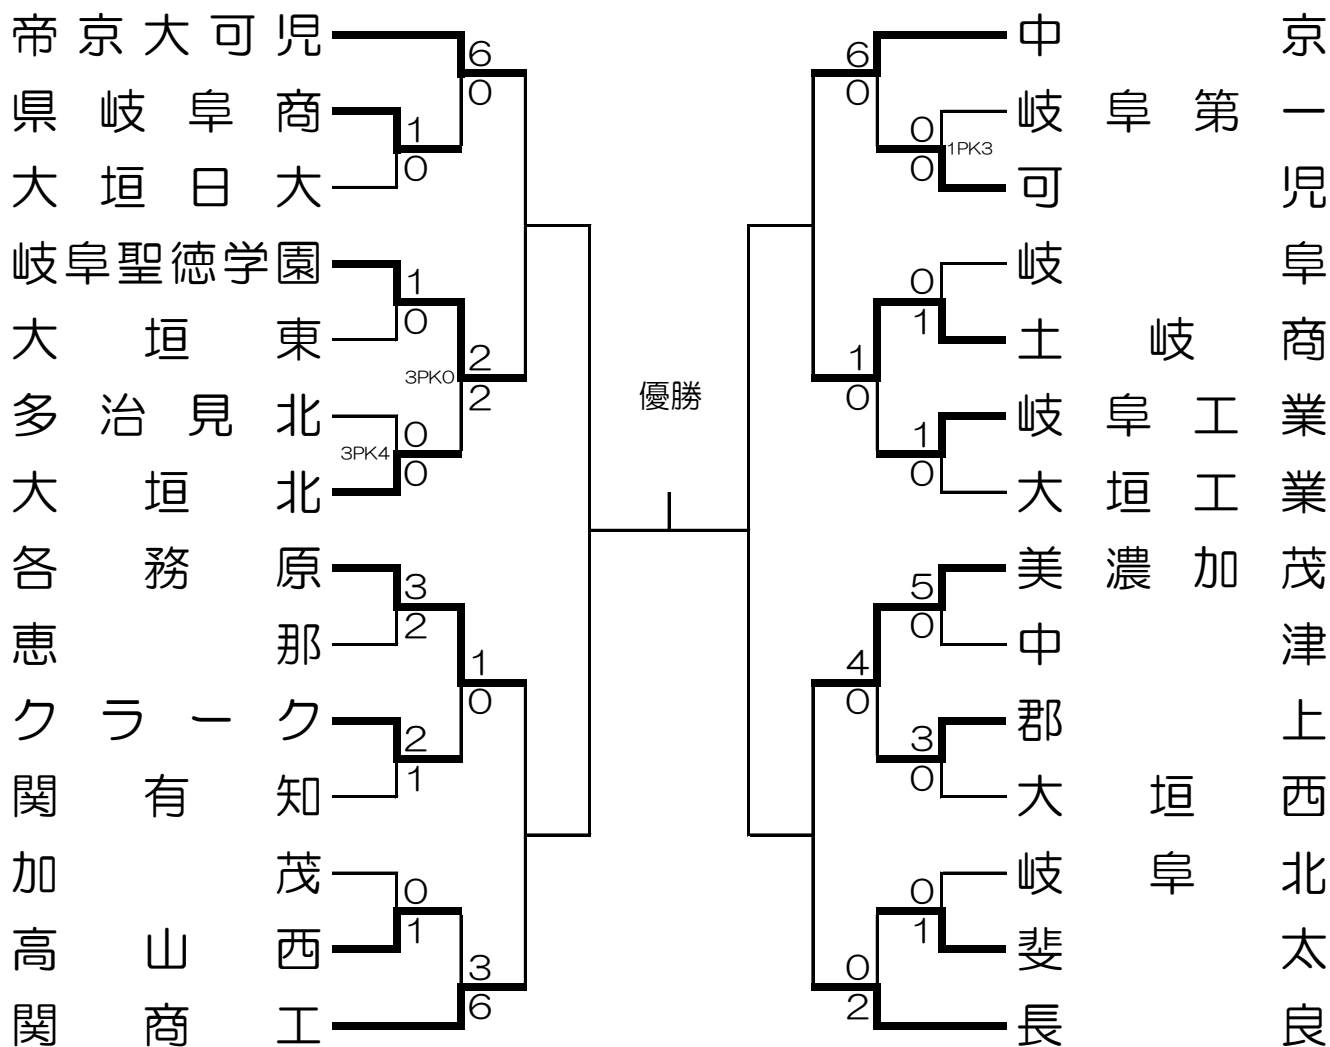 帝京大可児
6
0
県岐阜商
1
0
大垣日大
岐阜聖徳学園
1
0
大垣東
2
3PK0
2
多治見北
0
3PK4
0
大垣北
各務原
3
2
恵那
1
0
クラーク
2
1
関有知
加茂
0
1
高山西
3
6
関商工
優勝
中京
6
0
岐阜第一
0
1PK3
0
可児
岐阜
0
1
土岐商
1
0
岐阜工業
1
0
大垣工業
美濃加茂
5
0
中津
4
0
郡上
3
0
大垣西
岐阜北
0
1
斐太
0
2
長良